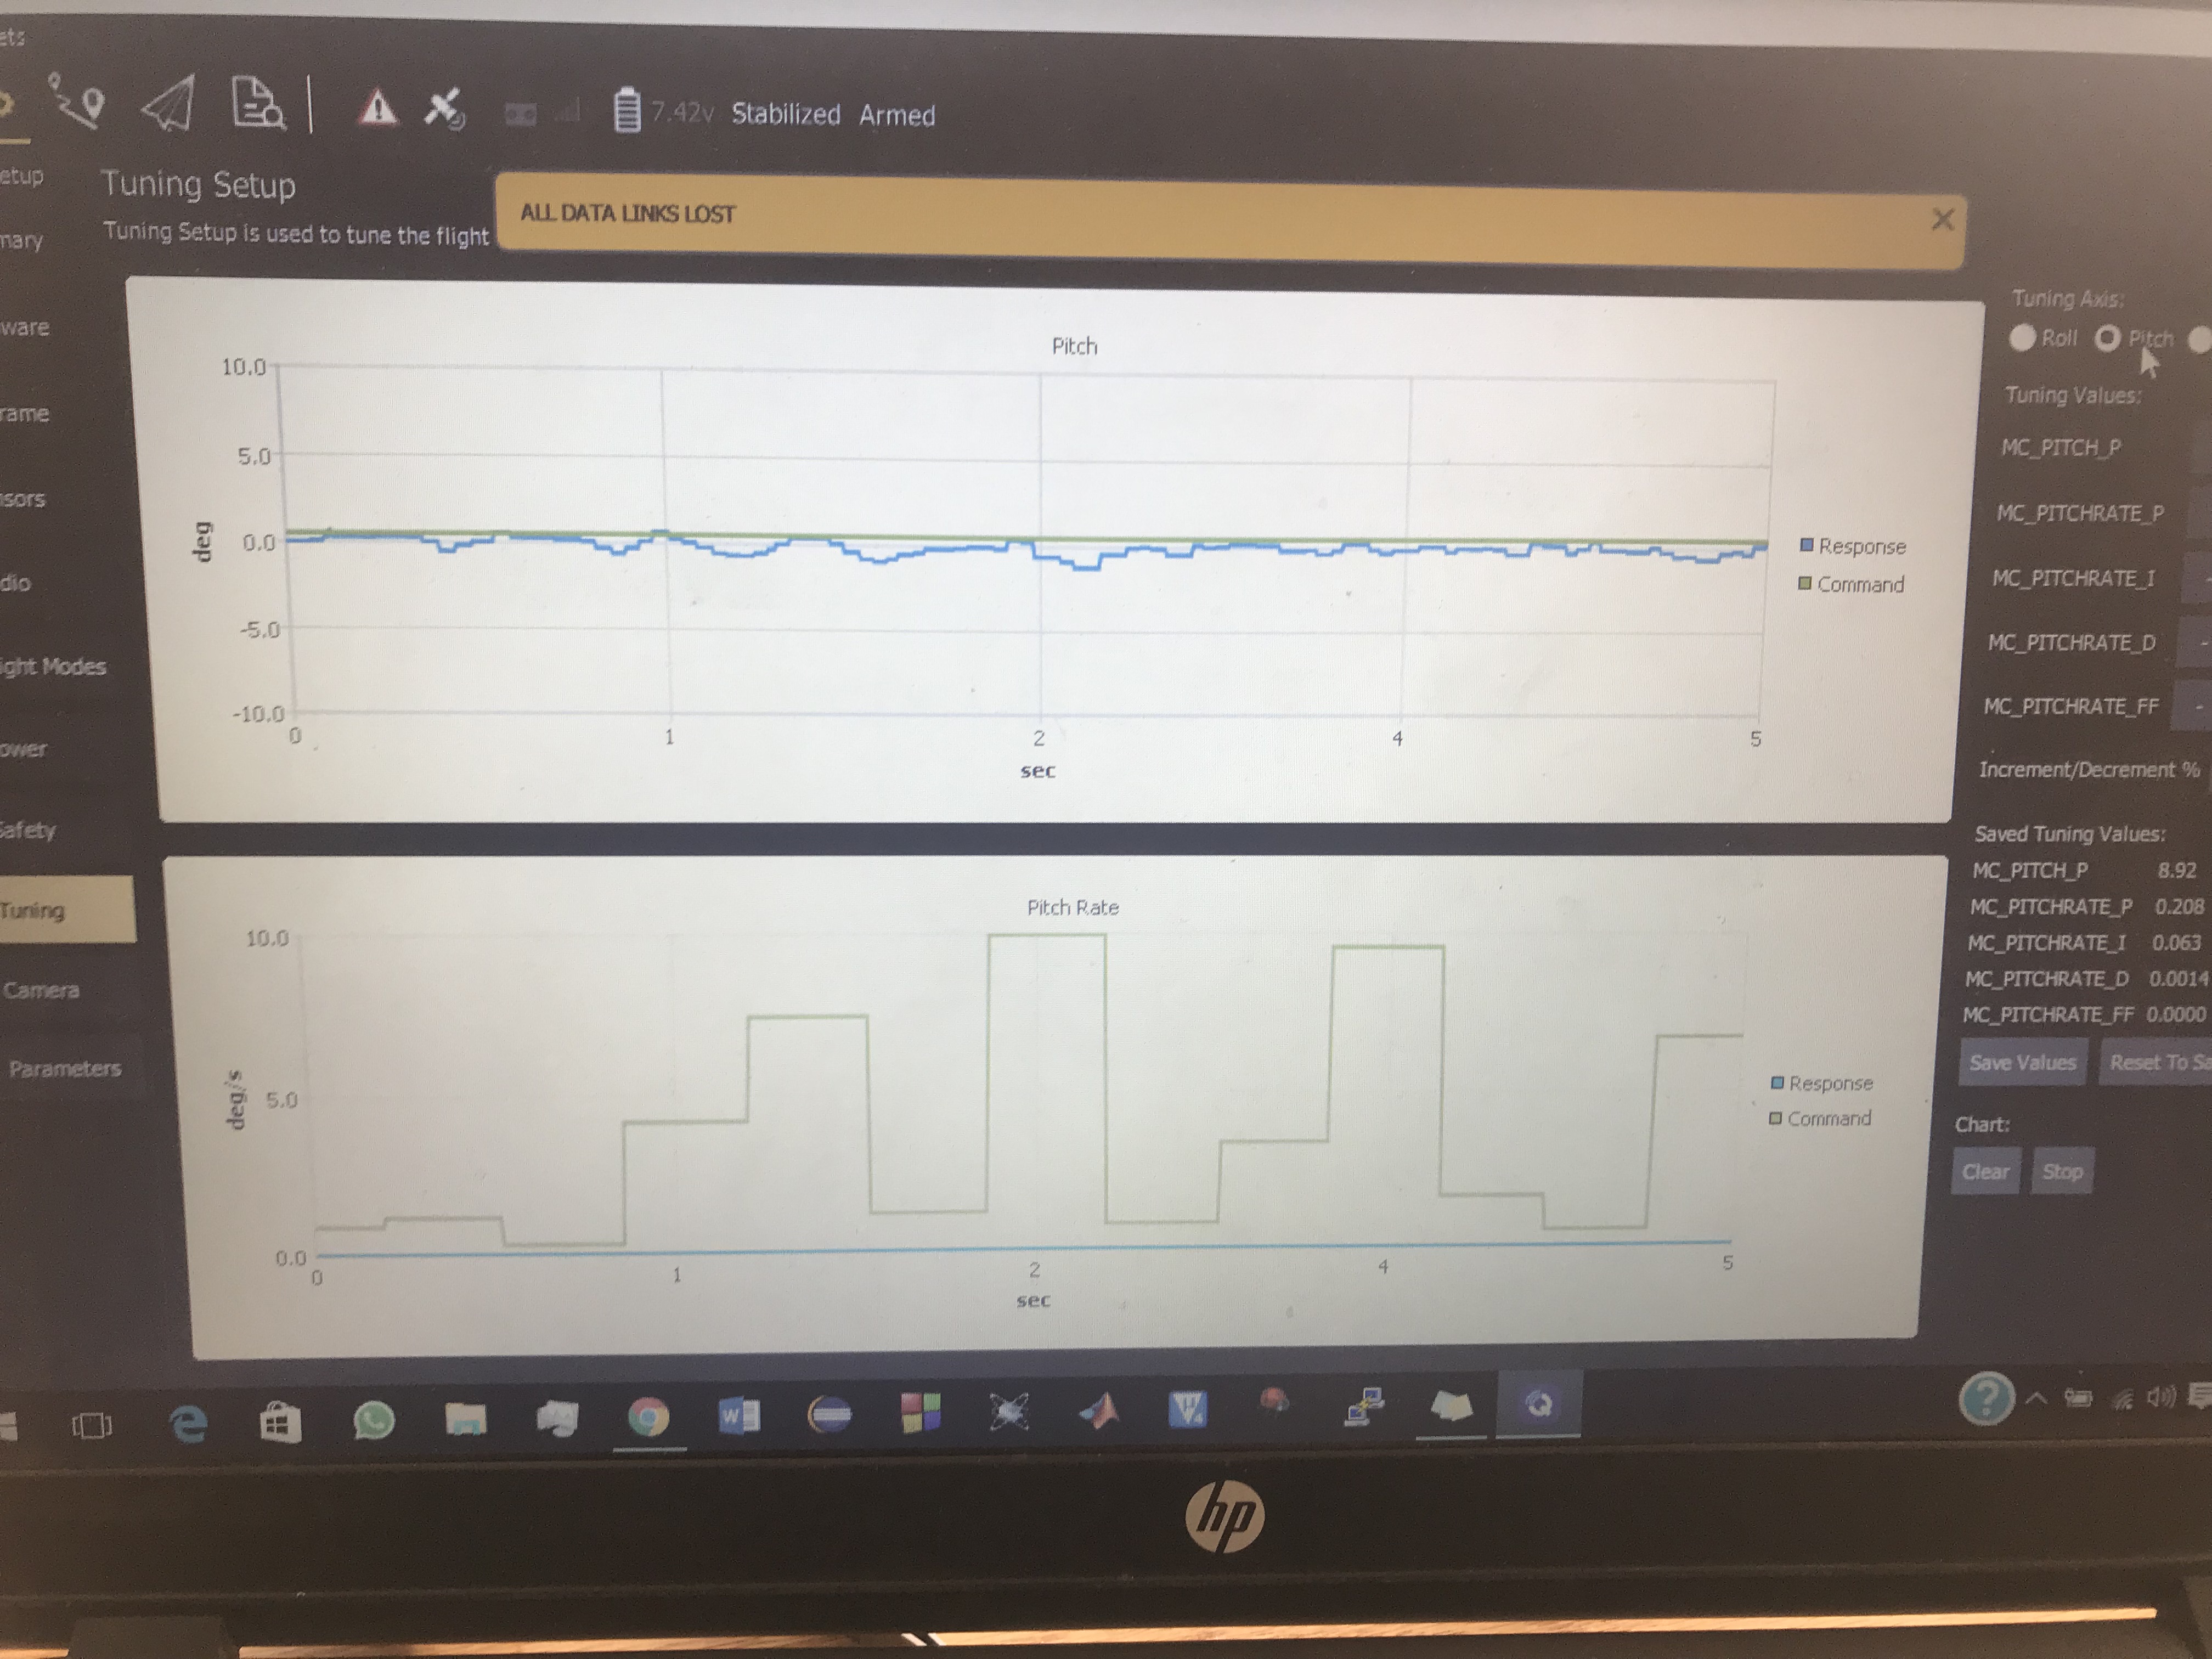 ets
7.42v Stabilized Armed
etup
Tuning Setup
ALL DATA LINKS LOST
Tuning Setup is used to tune the flight
mary
ware
rame
nsors
dio
ight Modes
ower
Safety
Tuning
Camera
Parameters
Pitch
10.0
5.0
0.0
-5.0
-10.0
deg
0 1 2 4 5
sec
Response
Command
Pitch Rate
10.0
5.0
0.0
deg/s
0 1 2 4 5
sec
Response
Command
Tuning Axis:
Roll Pitch
Tuning Values:
MC_PITCH_P
MC_PITCHRATE_P
MC_PITCHRATE_I -
MC_PITCHRATE_D -
MC_PITCHRATE_FF -
Increment/Decrement %
Saved Tuning Values:
MC_PITCH_P 8.92
MC_PITCHRATE_P 0.208
MC_PITCHRATE_I 0.063
MC_PITCHRATE_D 0.0014
MC_PITCHRATE_FF 0.0000
Save Values Reset To Sa
Chart:
Clear Stop
hp